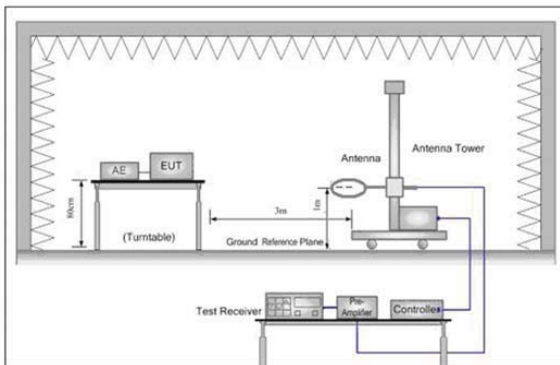 AE
EUT
80cm
(Turntable)
3m
1m
Antenna
Antenna Tower
Ground Reference Plane
Test Receiver
Pre-
Amplifier
Controller